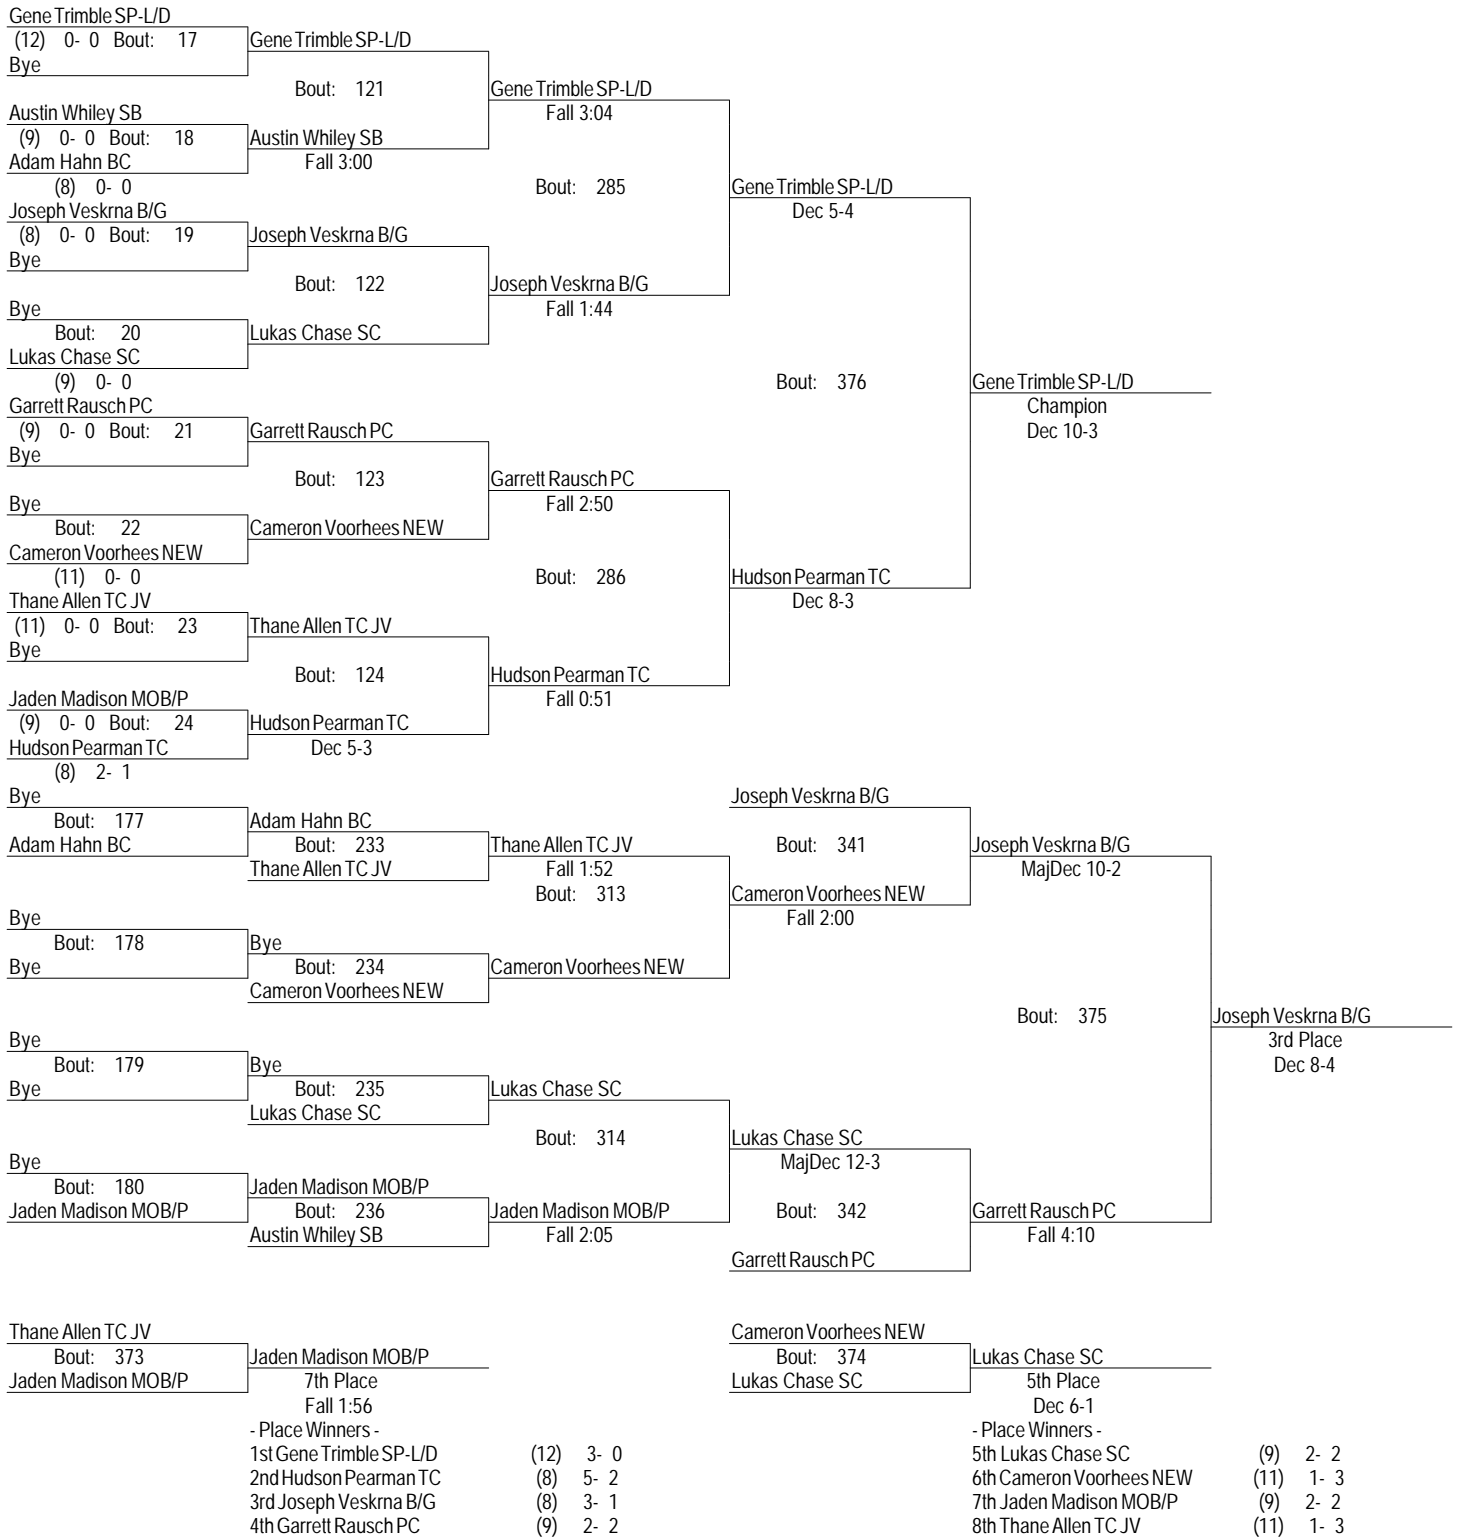 Gene Trimble SP-L/D
(12) 0- 0 Bout: 17 Gene Trimble SP-L/D
Bye
Bout: 121 Gene Trimble SP-L/D
Austin Whiley SB Fall 3:04
(9) 0- 0 Bout: 18 Austin Whiley SB
Adam Hahn BC Fall 3:00
(8) 0- 0 Bout: 285 Gene Trimble SP-L/D
Joseph Veskrna B/G Dec 5-4
(8) 0- 0 Bout: 19 Joseph Veskrna B/G
Bye
Bout: 122 Joseph Veskrna B/G
Bye Fall 1:44
Bout: 20 Lukas Chase SC
Lukas Chase SC
(9) 0- 0 Bout: 376 Gene Trimble SP-L/D
Garrett Rausch PC Champion
(9) 0- 0 Bout: 21 Garrett Rausch PC Dec 10-3
Bye
Bout: 123 Garrett Rausch PC
Bye Fall 2:50
Bout: 22 Cameron Voorhees NEW
Cameron Voorhees NEW
(11) 0- 0 Bout: 286 Hudson Pearman TC
Thane Allen TC JV Dec 8-3
(11) 0- 0 Bout: 23 Thane Allen TC JV
Bye
Bout: 124 Hudson Pearman TC
Jaden Madison MOB/P Fall 0:51
(9) 0- 0 Bout: 24 Hudson Pearman TC
Hudson Pearman TC Dec 5-3
(8) 2- 1
Bye Joseph Veskrna B/G
Bout: 177 Adam Hahn BC
Adam Hahn BC Bout: 233 Thane Allen TC JV Bout: 341 Joseph Veskrna B/G
Thane Allen TC JV Fall 1:52 MajDec 10-2
Bout: 313 Cameron Voorhees NEW
Bye Fall 2:00
Bout: 178 Bye
Bye Bout: 234 Cameron Voorhees NEW
Cameron Voorhees NEW
Bout: 375 Joseph Veskrna B/G
Bye 3rd Place
Bout: 179 Bye Dec 8-4
Bye Bout: 235 Lukas Chase SC
Lukas Chase SC
Bout: 314 Lukas Chase SC
Bye MajDec 12-3
Bout: 180 Jaden Madison MOB/P
Jaden Madison MOB/P Bout: 236 Jaden Madison MOB/P Bout: 342 Garrett Rausch PC
Austin Whiley SB Fall 2:05 Fall 4:10
Garrett Rausch PC
Thane Allen TC JV Cameron Voorhees NEW
Bout: 373 Jaden Madison MOB/P Bout: 374 Lukas Chase SC
Jaden Madison MOB/P 7th Place Lukas Chase SC 5th Place
Fall 1:56 Dec 6-1
- Place Winners - - Place Winners -
1st Gene Trimble SP-L/D (12) 3- 0 5th Lukas Chase SC (9) 2- 2
2nd Hudson Pearman TC (8) 5- 2 6th Cameron Voorhees NEW (11) 1- 3
3rd Joseph Veskrna B/G (8) 3- 1 7th Jaden Madison MOB/P (9) 2- 2
4th Garrett Rausch PC (9) 2- 2 8th Thane Allen TC JV (11) 1- 3